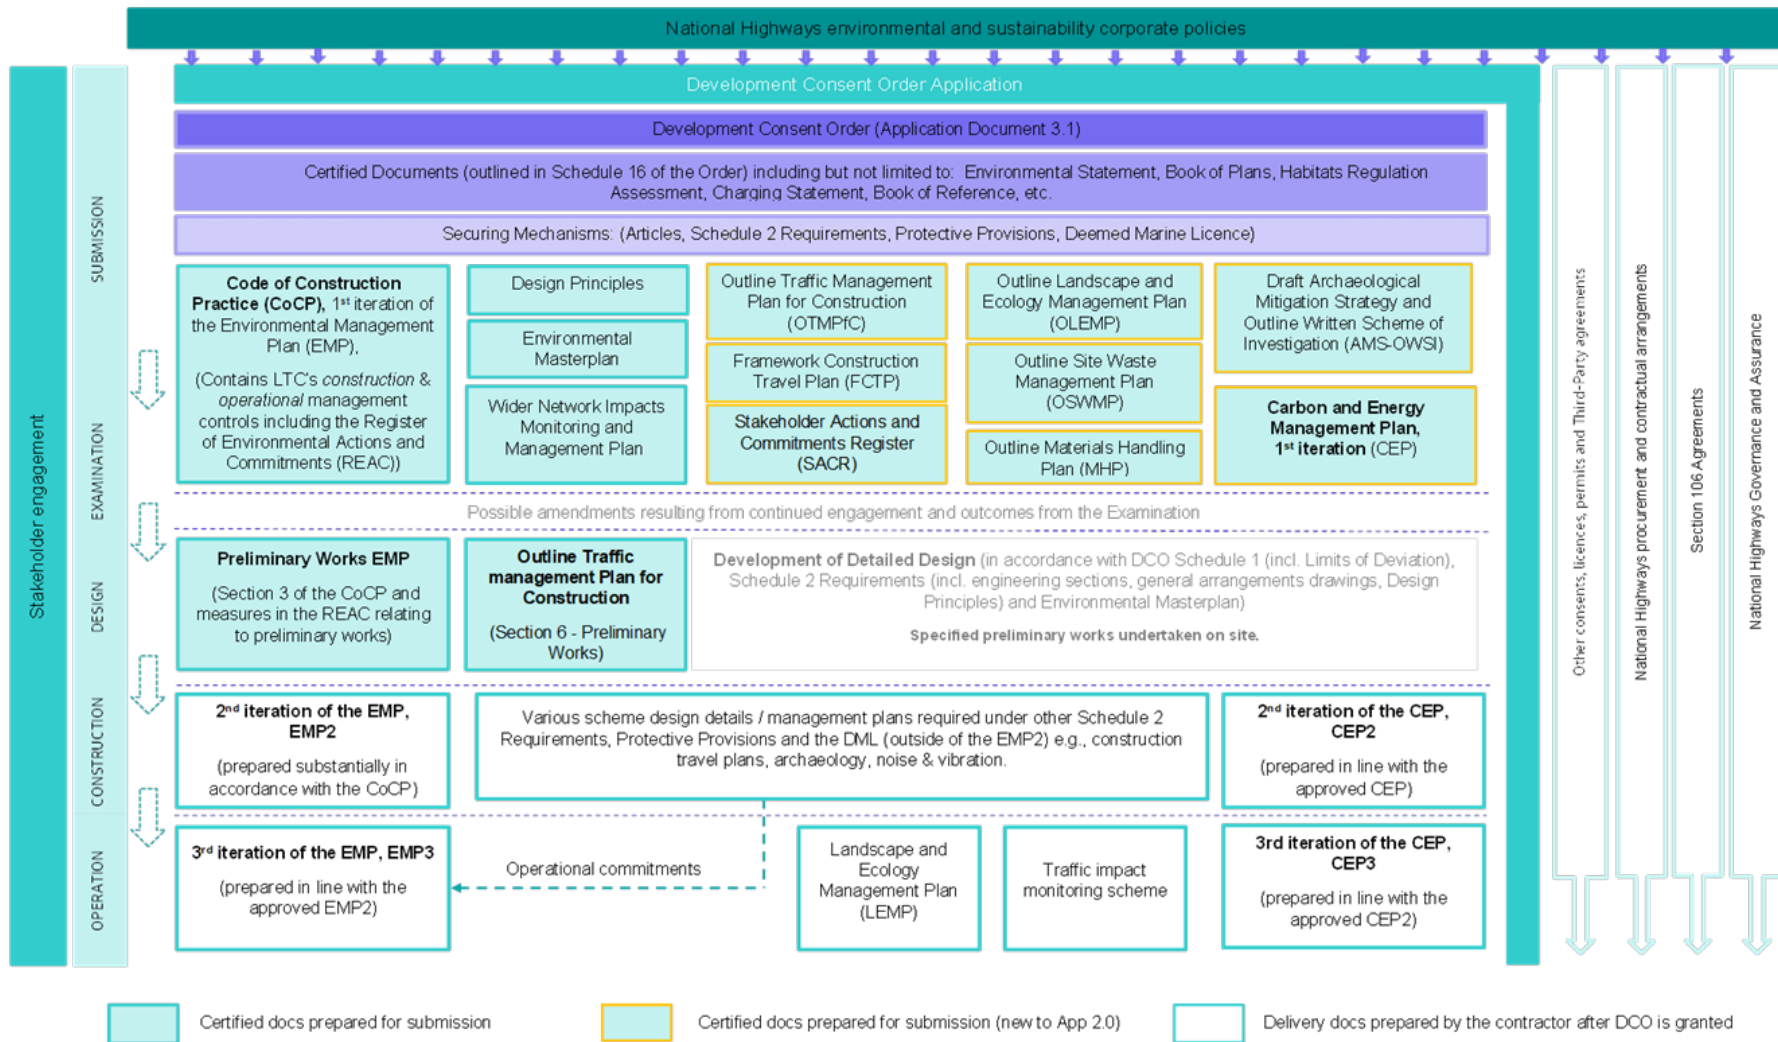 National Highways environmental and sustainability corporate policies
Development Consent Order Application
Development Consent Order (Application Document 3.1)
Certified Documents (outlined in Schedule 16 of the Order) including but not limited to: Environmental Statement, Book of Plans, Habitats Regulation
Assessment, Charging Statement, Book of Reference, etc.
Securing Mechanisms: (Articles, Schedule 2 Requirements, Protective Provisions, Deemed Marine Licence)
Stakeholder engagement
SUBMISSION
EXAMINATION
DESIGN
CONSTRUCTION
OPERATION
Code of Construction
Practice (CoCP), 1st iteration of
the Environmental Management
Plan (EMP),
(Contains LTC's construction &
operational management
controls including the Register
of Environmental Actions and
Commitments (REAC))
Design Principles
Environmental
Masterplan
Wider Network Impacts
Monitoring and
Management Plan
Outline Traffic Management
Plan for Construction
(OTMPfC)
Framework Construction
Travel Plan (FCTP)
Stakeholder Actions and
Commitments Register
(SACR)
Outline Landscape and
Ecology Management Plan
(OLEMP)
Outline Site Waste
Management Plan
(OSWMP)
Outline Materials Handling
Plan (MHP)
Draft Archaeological
Mitigation Strategy and
Outline Written Scheme of
Investigation (AMS-OWSI)
Carbon and Energy
Management Plan,
1st iteration (CEP)
Possible amendments resulting from continued engagement and outcomes from the Examination
Preliminary Works EMP
(Section 3 of the CoCP and
measures in the REAC relating
to preliminary works)
Outline Traffic
management Plan for
Construction
(Section 6 - Preliminary
Works)
Development of Detailed Design (in accordance with DCO Schedule 1 (incl. Limits of Deviation),
Schedule 2 Requirements (incl. engineering sections, general arrangements drawings, Design
Principles) and Environmental Masterplan)
Specified preliminary works undertaken on site.
2nd iteration of the EMP,
EMP2
(prepared substantially in
accordance with the CoCP)
Various scheme design details / management plans required under other Schedule 2
Requirements, Protective Provisions and the DML (outside of the EMP2) e.g., construction
travel plans, archaeology, noise & vibration.
2nd iteration of the CEP,
CEP2
(prepared in line with the
approved CEP)
3rd iteration of the EMP, EMP3
(prepared in line with the
approved EMP2)
Operational commitments
Landscape and
Ecology
Management Plan
(LEMP)
Traffic impact
monitoring scheme
3rd iteration of the CEP,
CEP3
(prepared in line with the
approved CEP2)
Other consents, licences, permits and Third-Party agreements
National Highways procurement and contractual arrangements
Section 106 Agreements
National Highways Governance and Assurance
Certified docs prepared for submission
Certified docs prepared for submission (new to App 2.0)
Delivery docs prepared by the contractor after DCO is granted